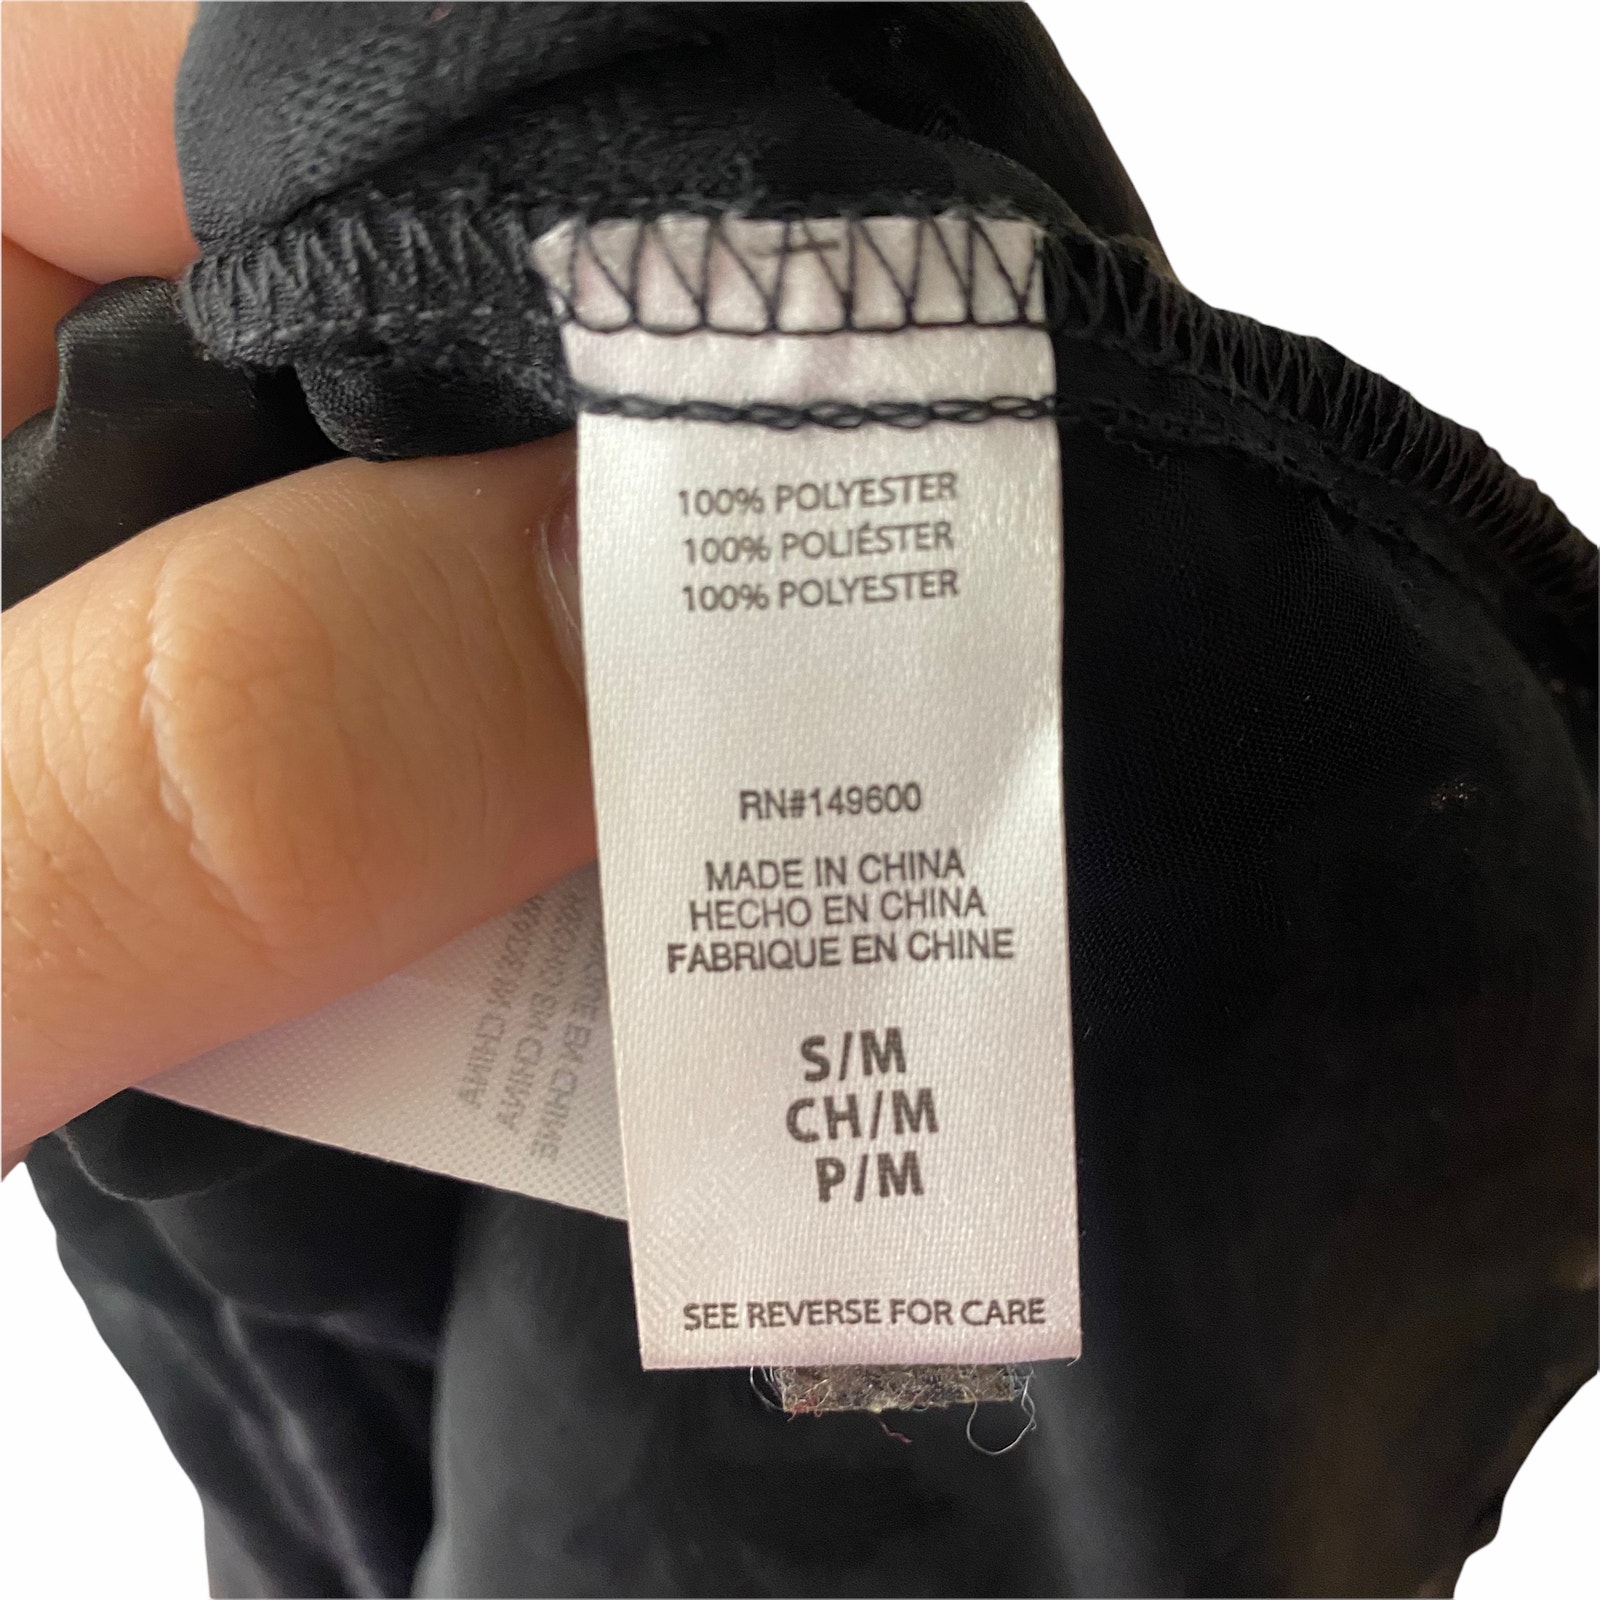 100% POLYESTER
100% POLIÉSTER
100% POLYESTER
RN#149600
MADE IN CHINA
HECHO EN CHINA
FABRIQUE EN CHINE
S/M
CH/M
P/M
SEE REVERSE FOR CARE